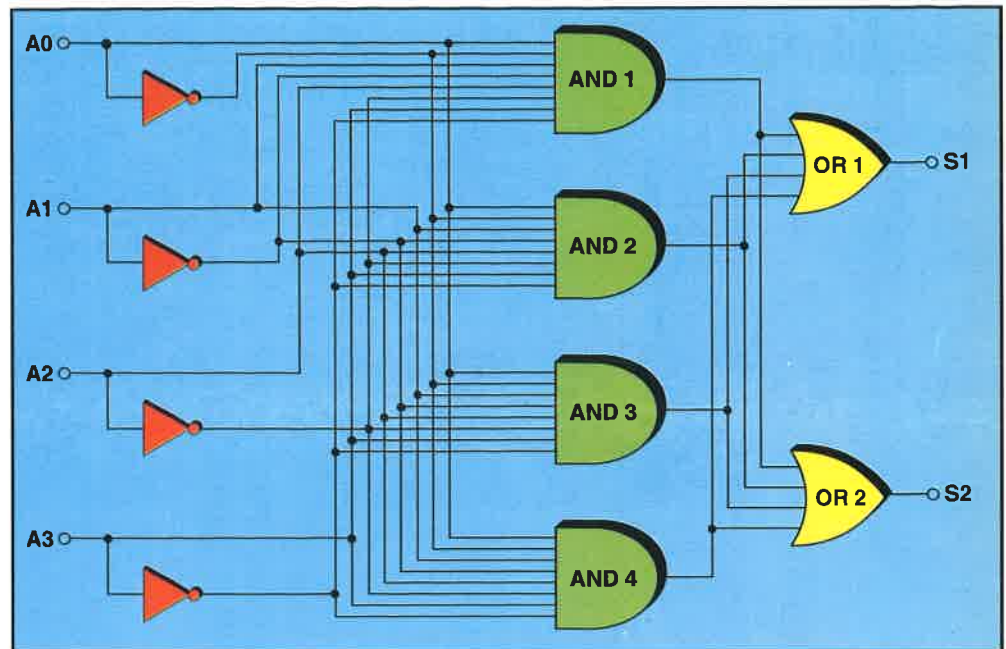 A0
AND 1
OR 1
S1
A1
AND 2
A2
AND 3
OR 2
S2
A3
AND 4